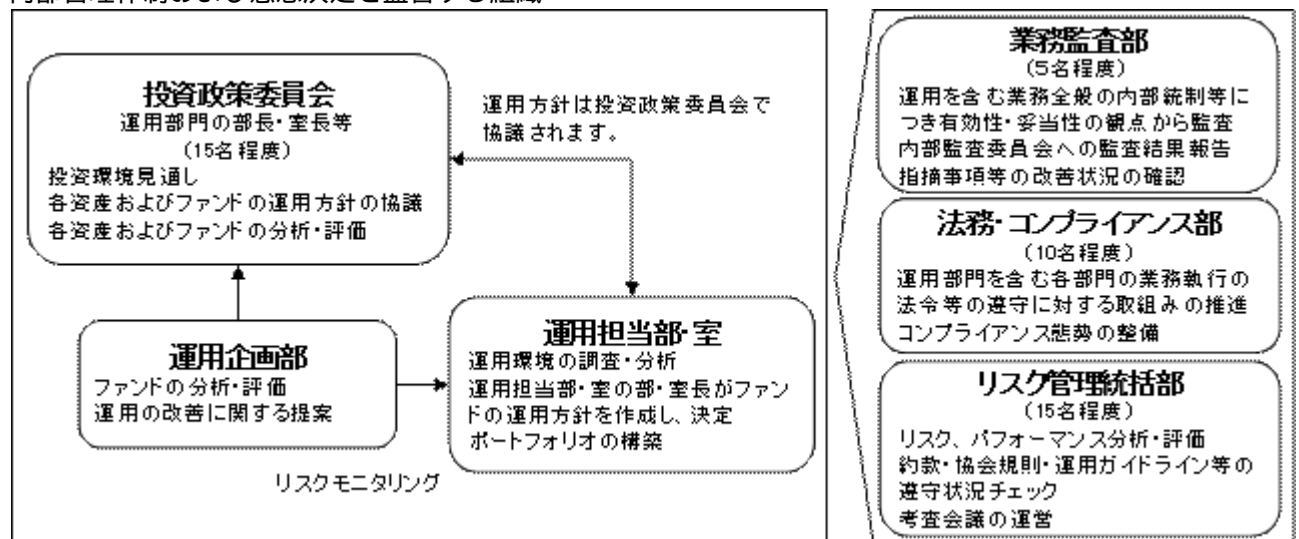 内部管理体制および意思決定を監督する組織
投資政策委員会
運用部門の部長・室長等
(15名程度)
投資環境見通し
各資産およびファンドの運用方針の協議
各資産およびファンドの分析・評価
運用方針は投資政策委員会で
協議されます。
運用企画部
ファンドの分析・評価
運用の改善に関する提案
運用担当部・室
運用環境の調査・分析
運用担当部・室の部・室長がファン
ドの運用方針を作成し、決定
ポートフォリオの構築
リスクモニタリング
業務監査部
(5名程度)
運用を含む業務全般の内部統制等に
つき有効性・妥当性の観点から監査
内部監査委員会への監査結果報告
指摘事項等の改善状況の確認
法務・コンプライアンス部
(10名程度)
運用部門を含む各部門の業務執行の
法令等の遵守に対する取組みの推進
コンプライアンス態勢の整備
リスク管理統括部
(15名程度)
リスク、パフォーマンス分析・評価
約款・協会規則・運用ガイドライン等の
遵守状況チェック
考査会議の運営